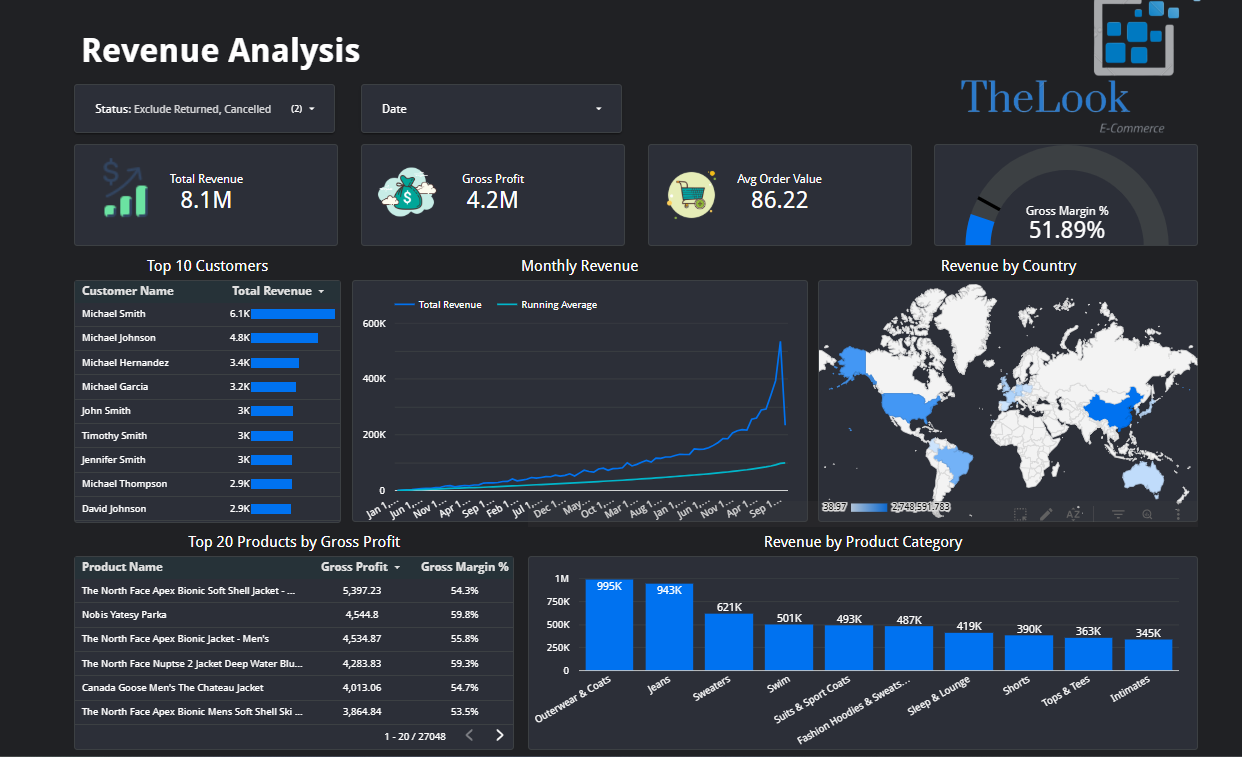 Revenue Analysis
TheLook
E-Commerce
Status: Exclude Returned, Cancelled (2)
Date
Total Revenue
8.1M
Gross Profit
4.2M
Avg Order Value
86.22
Gross Margin %
51.89%
Top 10 Customers
Customer Name Total Revenue
Michael Smith 6.1K
Michael Johnson 4.8K
Michael Hernandez 3.4K
Michael Garcia 3.2K
John Smith 3K
Timothy Smith 3K
Jennifer Smith 3K
Michael Thompson 2.9K
David Johnson 2.9K
Monthly Revenue
Total Revenue Running Average
600K
400K
200K
0
Jan 1,... Jun 1,... Nov 1,... Apr 1,... Sep 1,... Feb 1,... Jul 1,... Dec 1,... May... Oct 1,... Mar 1,... Aug 1,... Jan 1,... Jun 1,... Nov 1,... Apr 1,... Sep 1,...
Revenue by Country
38.97
AZ
Top 20 Products by Gross Profit
Product Name Gross Profit Gross Margin %
The North Face Apex Bionic Soft Shell Jacket - ... 5,397.23 54.3%
Nobis Yatesy Parka 4,544.8 59.8%
The North Face Apex Bionic Jacket - Men's 4,534.87 55.8%
The North Face Nuptse 2 Jacket Deep Water Blu... 4,283.83 59.3%
Canada Goose Men's The Chateau Jacket 4,013.06 54.7%
The North Face Apex Bionic Mens Soft Shell Ski ... 3,864.84 53.5%
1 - 20 / 27048
Revenue by Product Category
1M
750K
500K
250K
0
995K 943K 621K 501K 493K 487K 419K 390K 363K 345K
Outerwear & Coats Jeans Sweaters Swim Suits & Sport Coats Fashion Hoodies & Sweats... Sleep & Lounge Shorts Tops & Tees Intimates